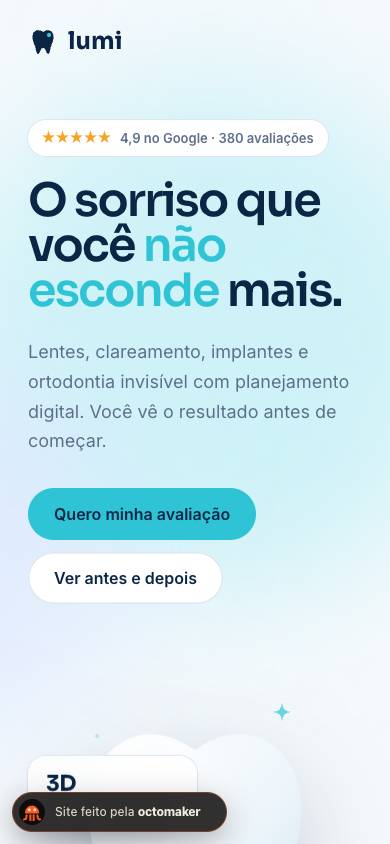 lumi
★★★★★ 4,9 no Google · 380 avaliações
O sorriso que
você não
esconde mais.
Lentes, clareamento, implantes e
ortodontia invisível com planejamento
digital. Você vê o resultado antes de
começar.
Quero minha avaliação
Ver antes e depois
3D
Site feito pela octomaker